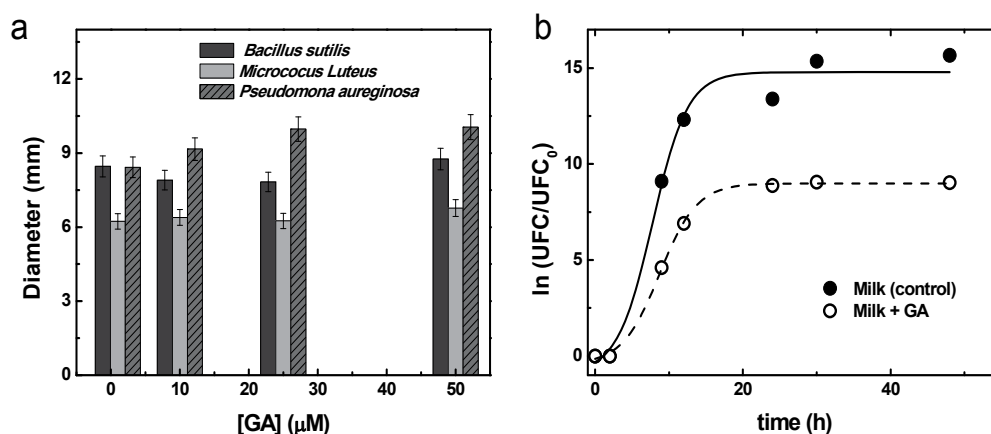 a
Diameter (mm)
12
9
6
3
0
Bacillus sutilis
Micrococus Luteus
Pseudomona aureginosa
0 10 20 30 40 50
[GA] (μM)
b
ln (UFC/UFC₀)
15
10
5
0
Milk (control)
Milk + GA
0 20 40
time (h)